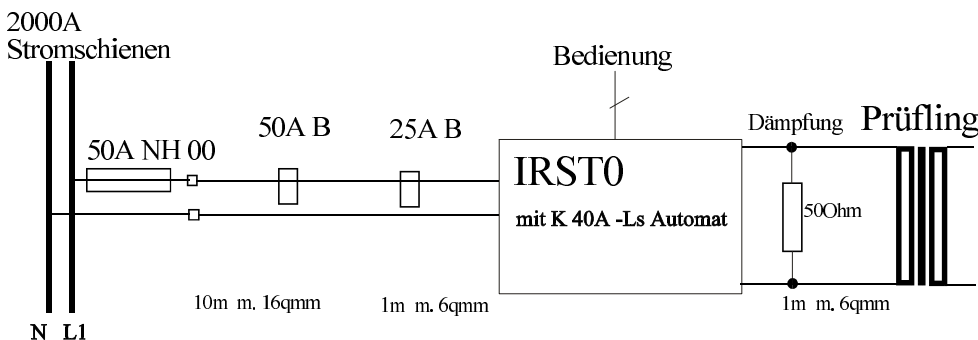 2000A
Stromschienen
Bedienung
50A NH 00
50A B
25A B
Dämpfung
Prüfling
IRST0
mit K 40A -Ls Automat
50Ohm
10m m. 16qmm
1m m. 6qmm
1m m. 6qmm
N L1